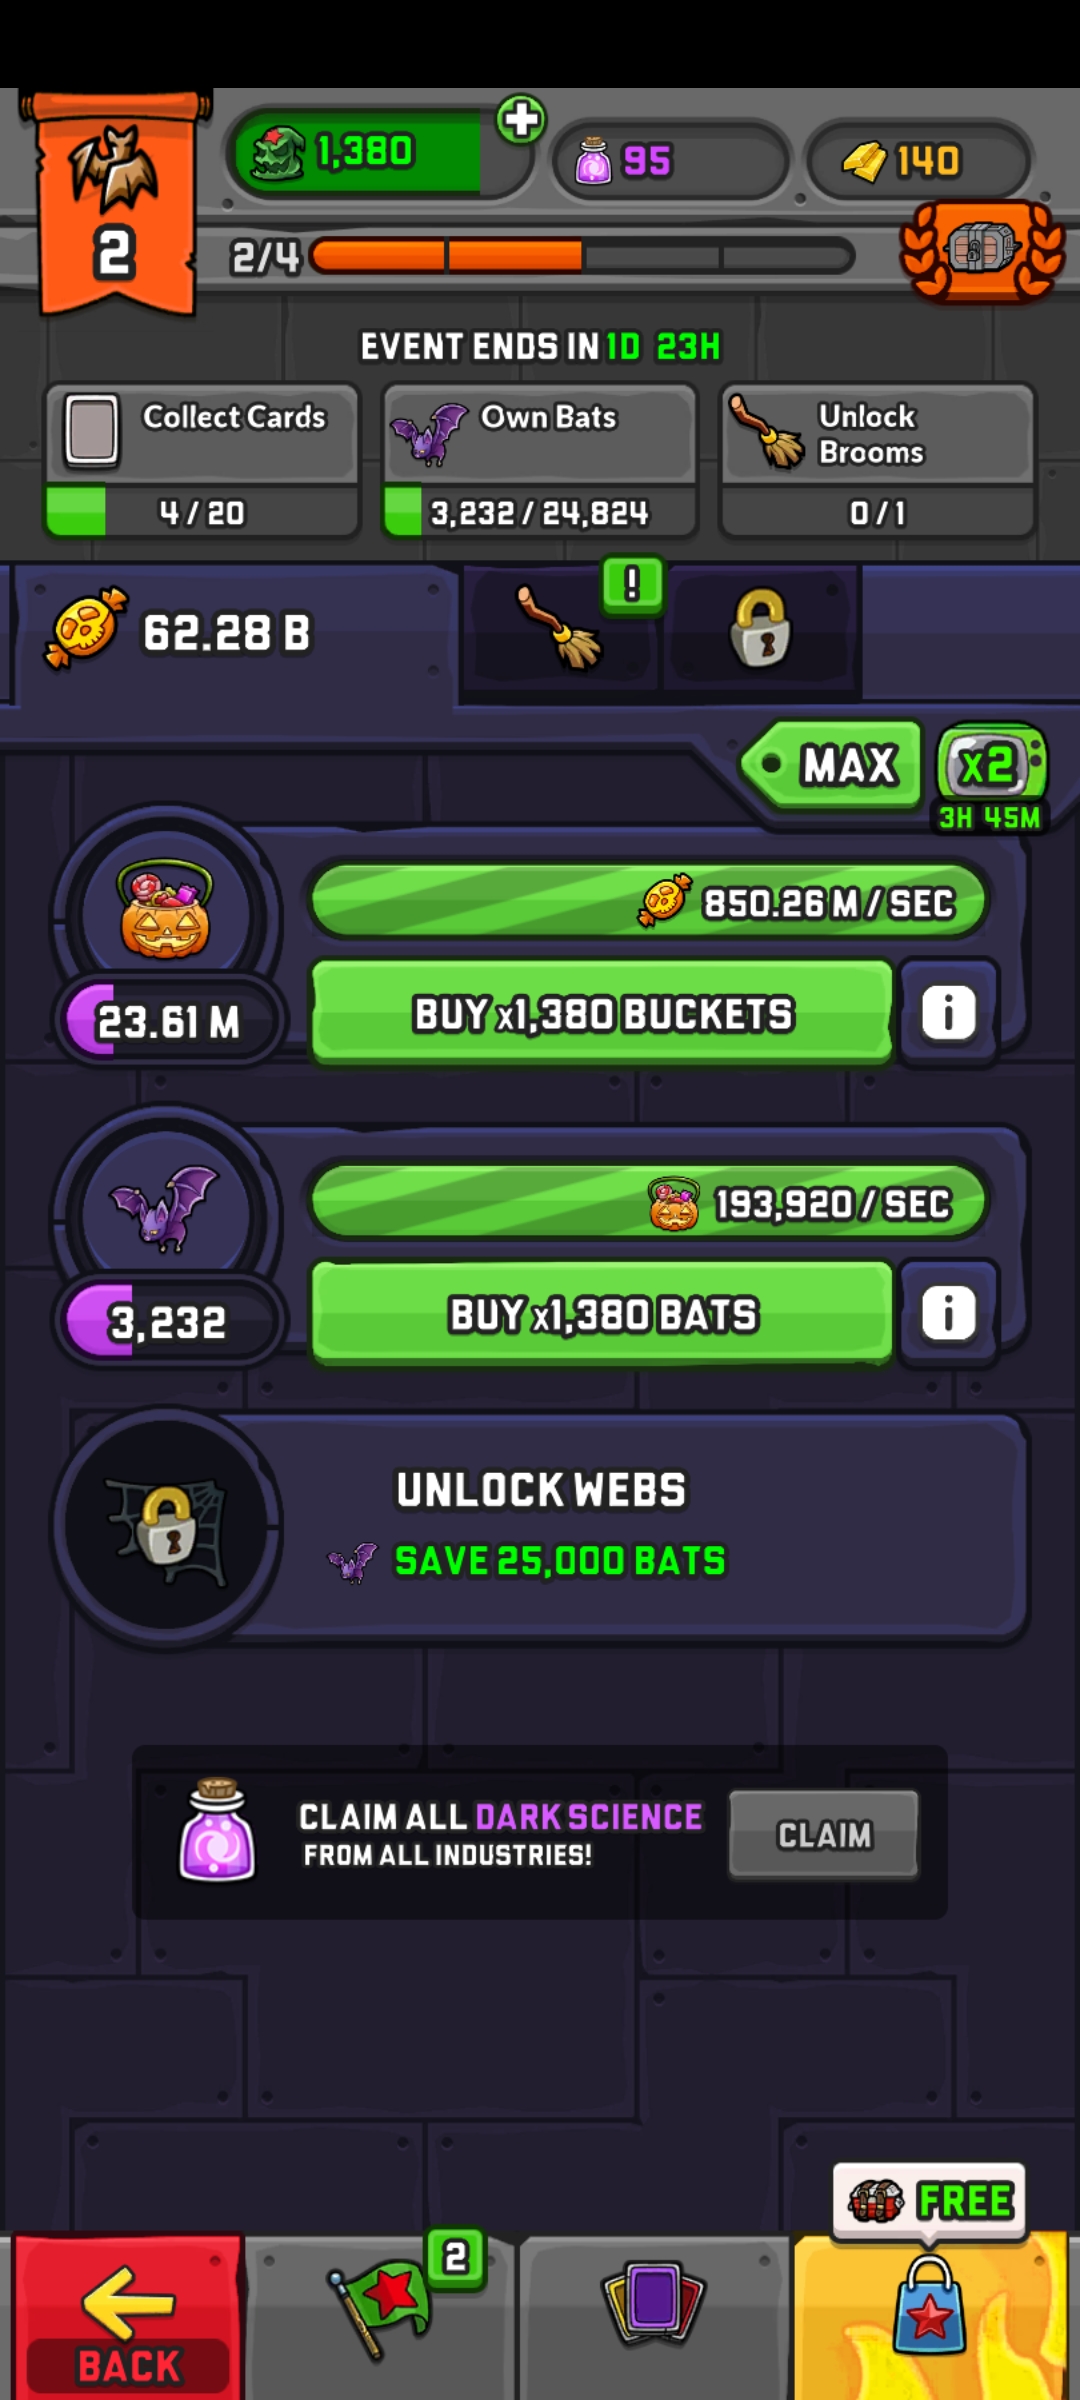 1,380
95
140
2
2/4
EVENT ENDS IN 1D 23H
Collect Cards
4 / 20
Own Bats
3,232 / 24,824
Unlock
Brooms
0 / 1
62.28 B
!
MAX
x2
3H 45M
850.26 M / SEC
23.61 M
BUY x1,380 BUCKETS
i
193,920 / SEC
3,232
BUY x1,380 BATS
i
UNLOCK WEBS
SAVE 25,000 BATS
CLAIM ALL DARK SCIENCE
FROM ALL INDUSTRIES!
CLAIM
FREE
2
BACK